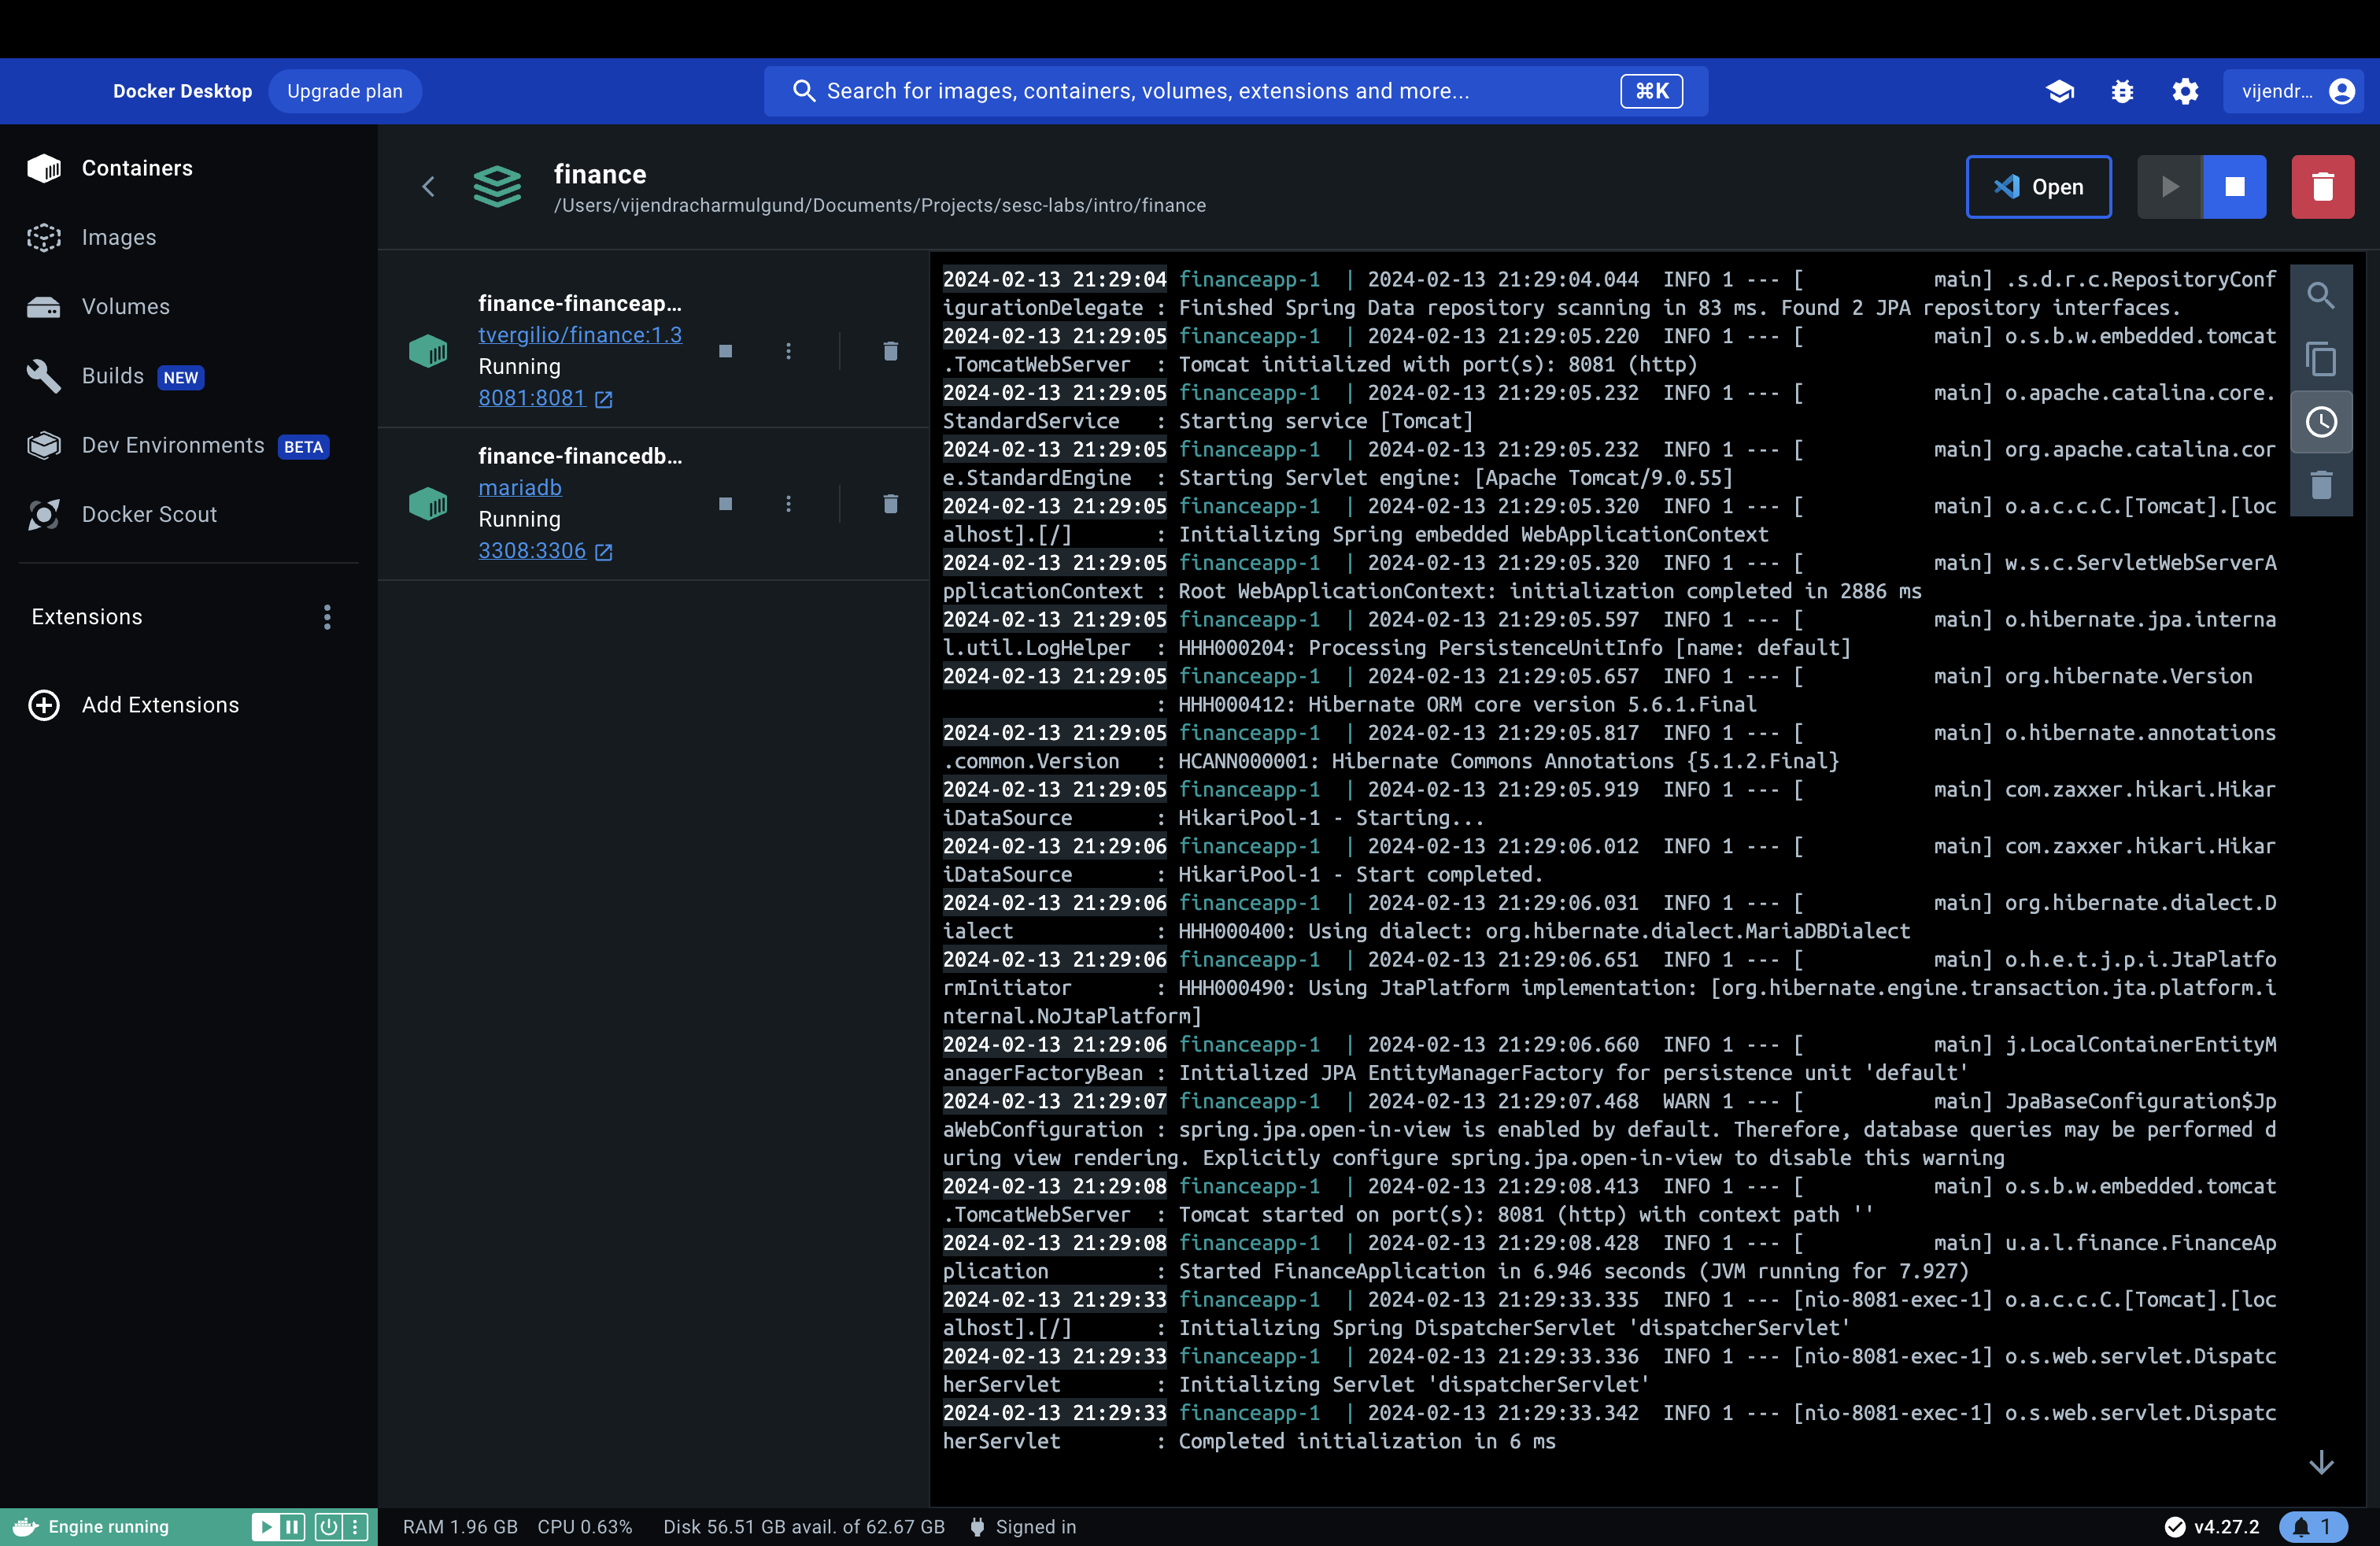 Docker Desktop
Upgrade plan
Search for images, containers, volumes, extensions and more...
⌘K
vijendr...
Containers
Images
Volumes
Builds NEW
Dev Environments BETA
Docker Scout
Extensions
Add Extensions
finance
/Users/vijendracharmulgund/Documents/Projects/sesc-labs/intro/finance
Open
finance-financeap...
tvergilio/finance:1.3
Running
8081:8081
finance-financedb...
mariadb
Running
3308:3306
2024-02-13 21:29:04 financeapp-1  | 2024-02-13 21:29:04.044  INFO 1 --- [           main] .s.d.r.c.RepositoryConf
igurationDelegate : Finished Spring Data repository scanning in 83 ms. Found 2 JPA repository interfaces.
2024-02-13 21:29:05 financeapp-1  | 2024-02-13 21:29:05.220  INFO 1 --- [           main] o.s.b.w.embedded.tomcat
.TomcatWebServer  : Tomcat initialized with port(s): 8081 (http)
2024-02-13 21:29:05 financeapp-1  | 2024-02-13 21:29:05.232  INFO 1 --- [           main] o.apache.catalina.core.
StandardService   : Starting service [Tomcat]
2024-02-13 21:29:05 financeapp-1  | 2024-02-13 21:29:05.232  INFO 1 --- [           main] org.apache.catalina.cor
e.StandardEngine  : Starting Servlet engine: [Apache Tomcat/9.0.55]
2024-02-13 21:29:05 financeapp-1  | 2024-02-13 21:29:05.320  INFO 1 --- [           main] o.a.c.c.C.[Tomcat].[loc
alhost].[/]       : Initializing Spring embedded WebApplicationContext
2024-02-13 21:29:05 financeapp-1  | 2024-02-13 21:29:05.320  INFO 1 --- [           main] w.s.c.ServletWebServerA
pplicationContext : Root WebApplicationContext: initialization completed in 2886 ms
2024-02-13 21:29:05 financeapp-1  | 2024-02-13 21:29:05.597  INFO 1 --- [           main] o.hibernate.jpa.interna
l.util.LogHelper  : HHH000204: Processing PersistenceUnitInfo [name: default]
2024-02-13 21:29:05 financeapp-1  | 2024-02-13 21:29:05.657  INFO 1 --- [           main] org.hibernate.Version
                  : HHH000412: Hibernate ORM core version 5.6.1.Final
2024-02-13 21:29:05 financeapp-1  | 2024-02-13 21:29:05.817  INFO 1 --- [           main] o.hibernate.annotations
.common.Version   : HCANN000001: Hibernate Commons Annotations {5.1.2.Final}
2024-02-13 21:29:05 financeapp-1  | 2024-02-13 21:29:05.919  INFO 1 --- [           main] com.zaxxer.hikari.Hikar
iDataSource       : HikariPool-1 - Starting...
2024-02-13 21:29:06 financeapp-1  | 2024-02-13 21:29:06.012  INFO 1 --- [           main] com.zaxxer.hikari.Hikar
iDataSource       : HikariPool-1 - Start completed.
2024-02-13 21:29:06 financeapp-1  | 2024-02-13 21:29:06.031  INFO 1 --- [           main] org.hibernate.dialect.D
ialect            : HHH000400: Using dialect: org.hibernate.dialect.MariaDBDialect
2024-02-13 21:29:06 financeapp-1  | 2024-02-13 21:29:06.651  INFO 1 --- [           main] o.h.e.t.j.p.i.JtaPlatfo
rmInitiator       : HHH000490: Using JtaPlatform implementation: [org.hibernate.engine.transaction.jta.platform.i
nternal.NoJtaPlatform]
2024-02-13 21:29:06 financeapp-1  | 2024-02-13 21:29:06.660  INFO 1 --- [           main] j.LocalContainerEntityM
anagerFactoryBean : Initialized JPA EntityManagerFactory for persistence unit 'default'
2024-02-13 21:29:07 financeapp-1  | 2024-02-13 21:29:07.468  WARN 1 --- [           main] JpaBaseConfiguration$Jp
aWebConfiguration : spring.jpa.open-in-view is enabled by default. Therefore, database queries may be performed d
uring view rendering. Explicitly configure spring.jpa.open-in-view to disable this warning
2024-02-13 21:29:08 financeapp-1  | 2024-02-13 21:29:08.413  INFO 1 --- [           main] o.s.b.w.embedded.tomcat
.TomcatWebServer  : Tomcat started on port(s): 8081 (http) with context path ''
2024-02-13 21:29:08 financeapp-1  | 2024-02-13 21:29:08.428  INFO 1 --- [           main] u.a.l.finance.FinanceAp
plication         : Started FinanceApplication in 6.946 seconds (JVM running for 7.927)
2024-02-13 21:29:33 financeapp-1  | 2024-02-13 21:29:33.335  INFO 1 --- [nio-8081-exec-1] o.a.c.c.C.[Tomcat].[loc
alhost].[/]       : Initializing Spring DispatcherServlet 'dispatcherServlet'
2024-02-13 21:29:33 financeapp-1  | 2024-02-13 21:29:33.336  INFO 1 --- [nio-8081-exec-1] o.s.web.servlet.Dispatc
herServlet        : Initializing Servlet 'dispatcherServlet'
2024-02-13 21:29:33 financeapp-1  | 2024-02-13 21:29:33.342  INFO 1 --- [nio-8081-exec-1] o.s.web.servlet.Dispatc
herServlet        : Completed initialization in 6 ms
Engine running
RAM 1.96 GB CPU 0.63% Disk 56.51 GB avail. of 62.67 GB Signed in
v4.27.2
1